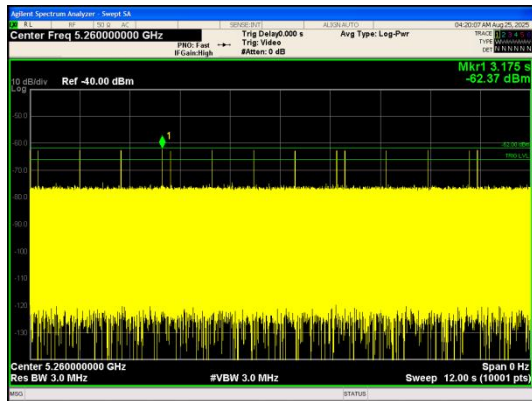 Agilent Spectrum Analyzer - Swept SA
RL RF 50 Ω AC SENSE:INT ALIGN AUTO 04:20:07 AM Aug 25, 2025
Center Freq 5.260000000 GHz
PNO: Fast
IFGain:High
Trig Delay0.000 s
Trig: Video
#Atten: 0 dB
Avg Type: Log-Pwr
TRACE 1 2 3 4 5 6
TYPE
DET N N N N N N
Mkr1 3.175 s
-62.37 dBm
10 dB/div Ref -40.00 dBm
Log
-50.0
-60.0
1
-62.00 dBm
TRIG LVL
-70.0
-80.0
-90.0
-100
-110
-120
-130
Center 5.260000000 GHz Span 0 Hz
Res BW 3.0 MHz #VBW 3.0 MHz Sweep 12.00 s (10001 pts)
MSG STATUS